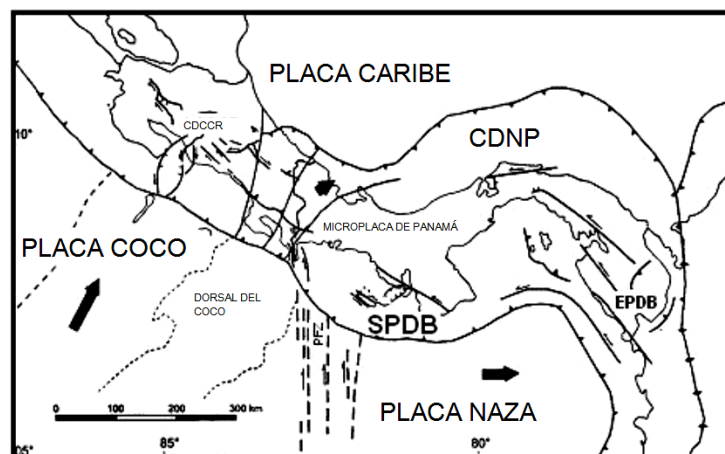 PLACA CARIBE
CDCCR
CDNP
10°
MICROPLACA DE PANAMÁ
PLACA COCO
DORSAL DEL
COCO
EPDB
SPDB
PFZ
0 100 200 300 km
PLACA NAZA
05°
85°
80°